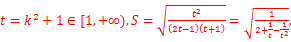 t = k² + 1 ∈ [1, +∞), S = √(t²/((2t−1)(t+1))) = √(1/(2+1/t−1/t²)),